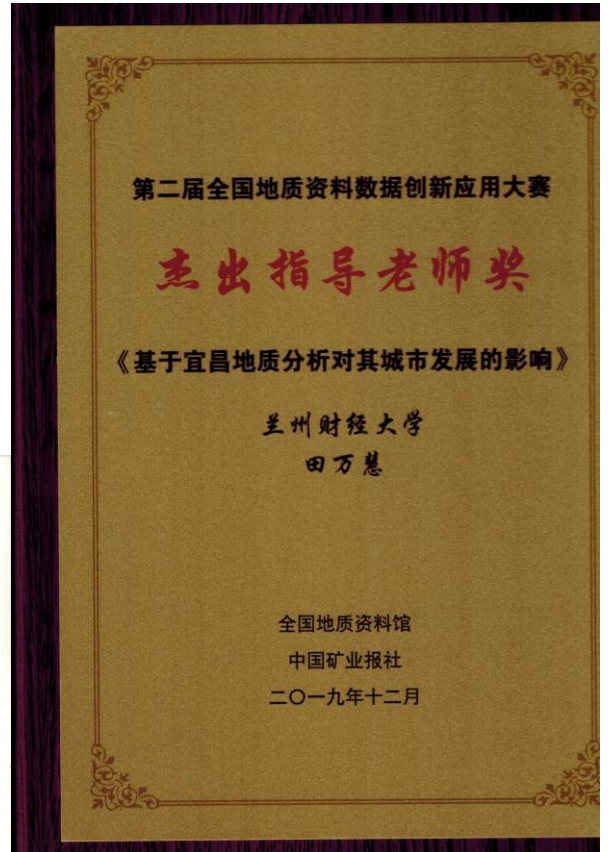 第二届全国地质资料数据创新应用大赛
杰出指导老师奖
《基于宜昌地质分析对其城市发展的影响》
兰州财经大学
田万慧
全国地质资料馆
中国矿业报社
二〇一九年十二月